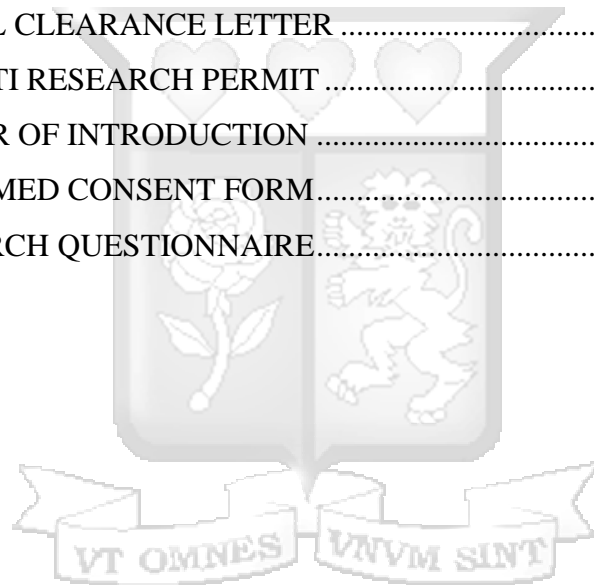 L CLEARANCE LETTER ..............................
TI RESEARCH PERMIT ................................
R OF INTRODUCTION .................................
MED CONSENT FORM.................................
RCH QUESTIONNAIRE.................................
VT OMNES VNVM SINT